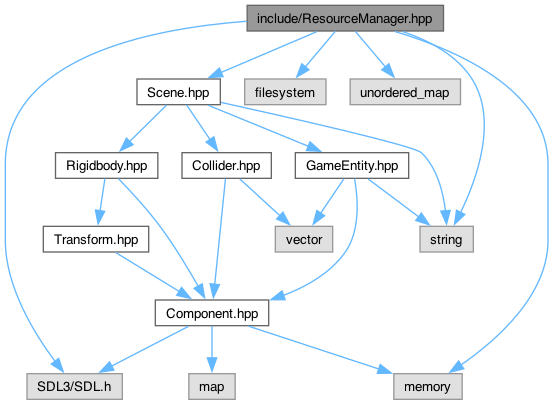 include/ResourceManager.hpp
Scene.hpp
filesystem
unordered_map
Rigidbody.hpp
Collider.hpp
GameEntity.hpp
Transform.hpp
vector
string
Component.hpp
SDL3/SDL.h
map
memory